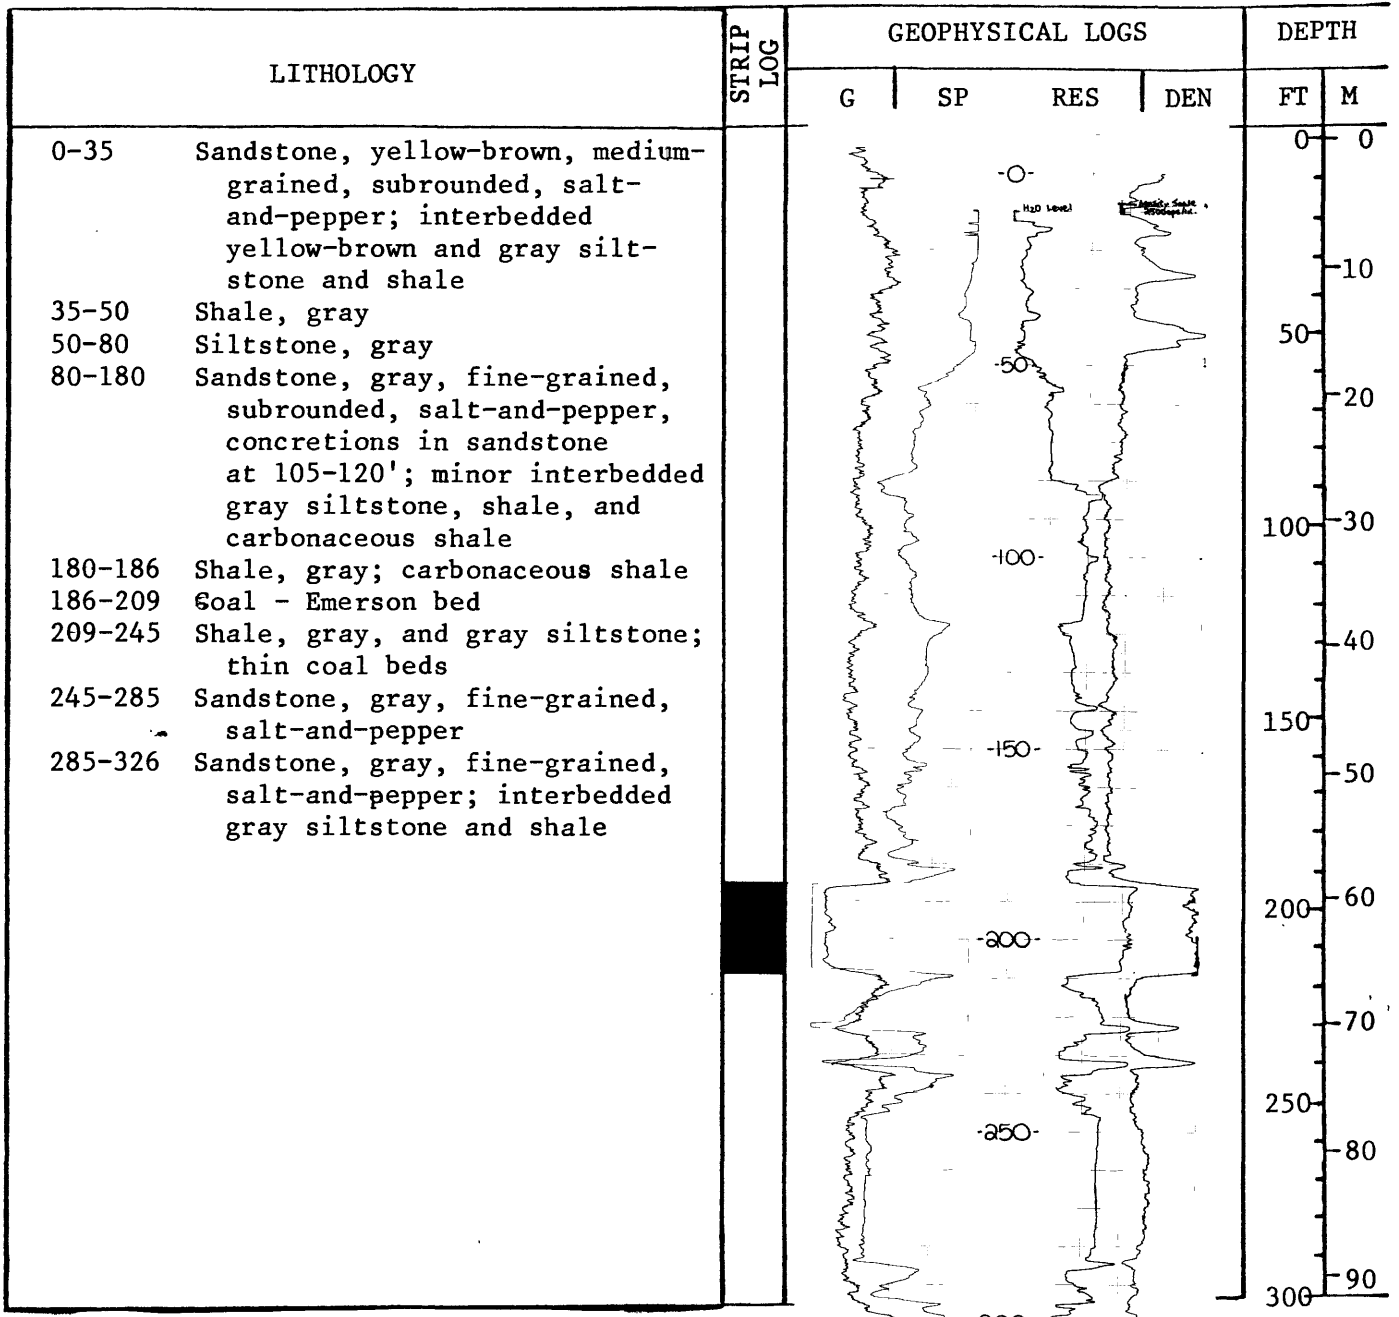 LITHOLOGY
STRIP
LOG
GEOPHYSICAL LOGS
G SP RES DEN
DEPTH
FT M
0-35 Sandstone, yellow-brown, medium-
grained, subrounded, salt-
and-pepper; interbedded
yellow-brown and gray silt-
stone and shale
35-50 Shale, gray
50-80 Siltstone, gray
80-180 Sandstone, gray, fine-grained,
subrounded, salt-and-pepper,
concretions in sandstone
at 105-120'; minor interbedded
gray siltstone, shale, and
carbonaceous shale
180-186 Shale, gray; carbonaceous shale
186-209 Coal - Emerson bed
209-245 Shale, gray, and gray siltstone;
thin coal beds
245-285 Sandstone, gray, fine-grained,
salt-and-pepper
285-326 Sandstone, gray, fine-grained,
salt-and-pepper; interbedded
gray siltstone and shale
-0-
H2O Level
-50-
-100-
-150-
-200-
-250-
0 0
10
50
20
100 30
40
150
50
200 60
70
250
80
90
300